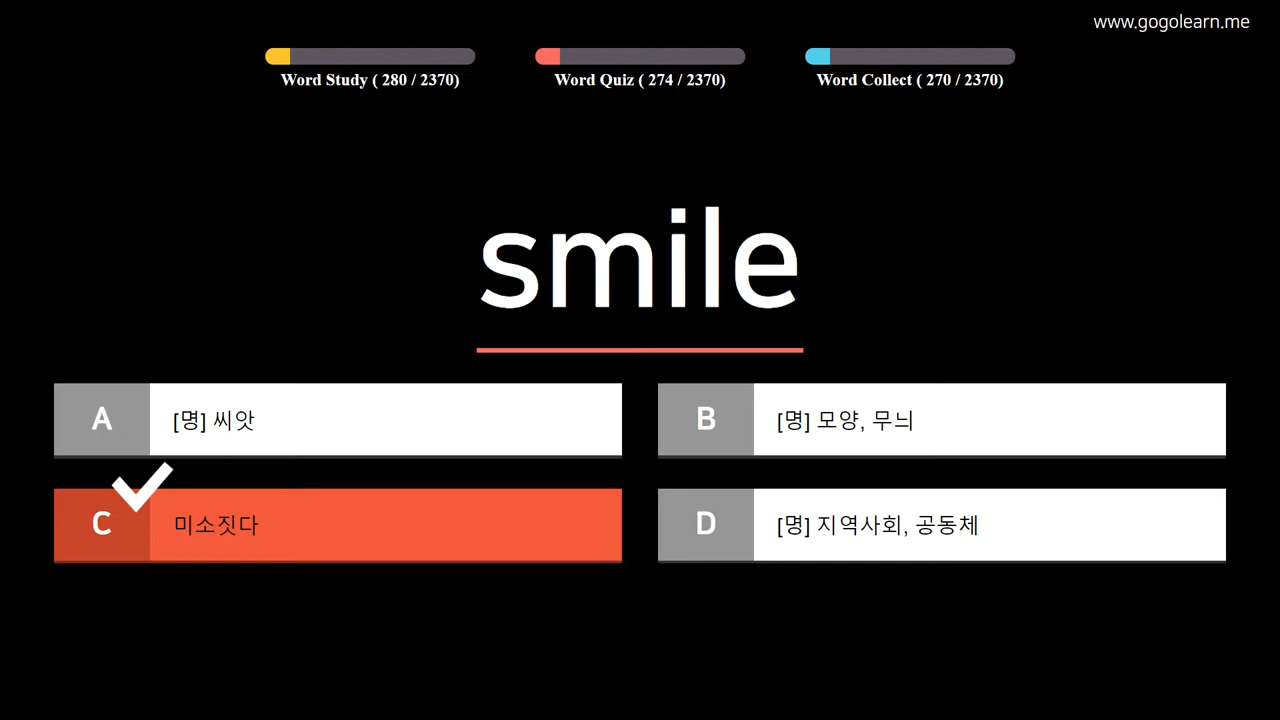 www.gogolearn.me
Word Study ( 280 / 2370)
Word Quiz ( 274 / 2370)
Word Collect ( 270 / 2370)
smile
A [명] 씨앗
B [명] 모양, 무늬
C 미소짓다
D [명] 지역사회, 공동체